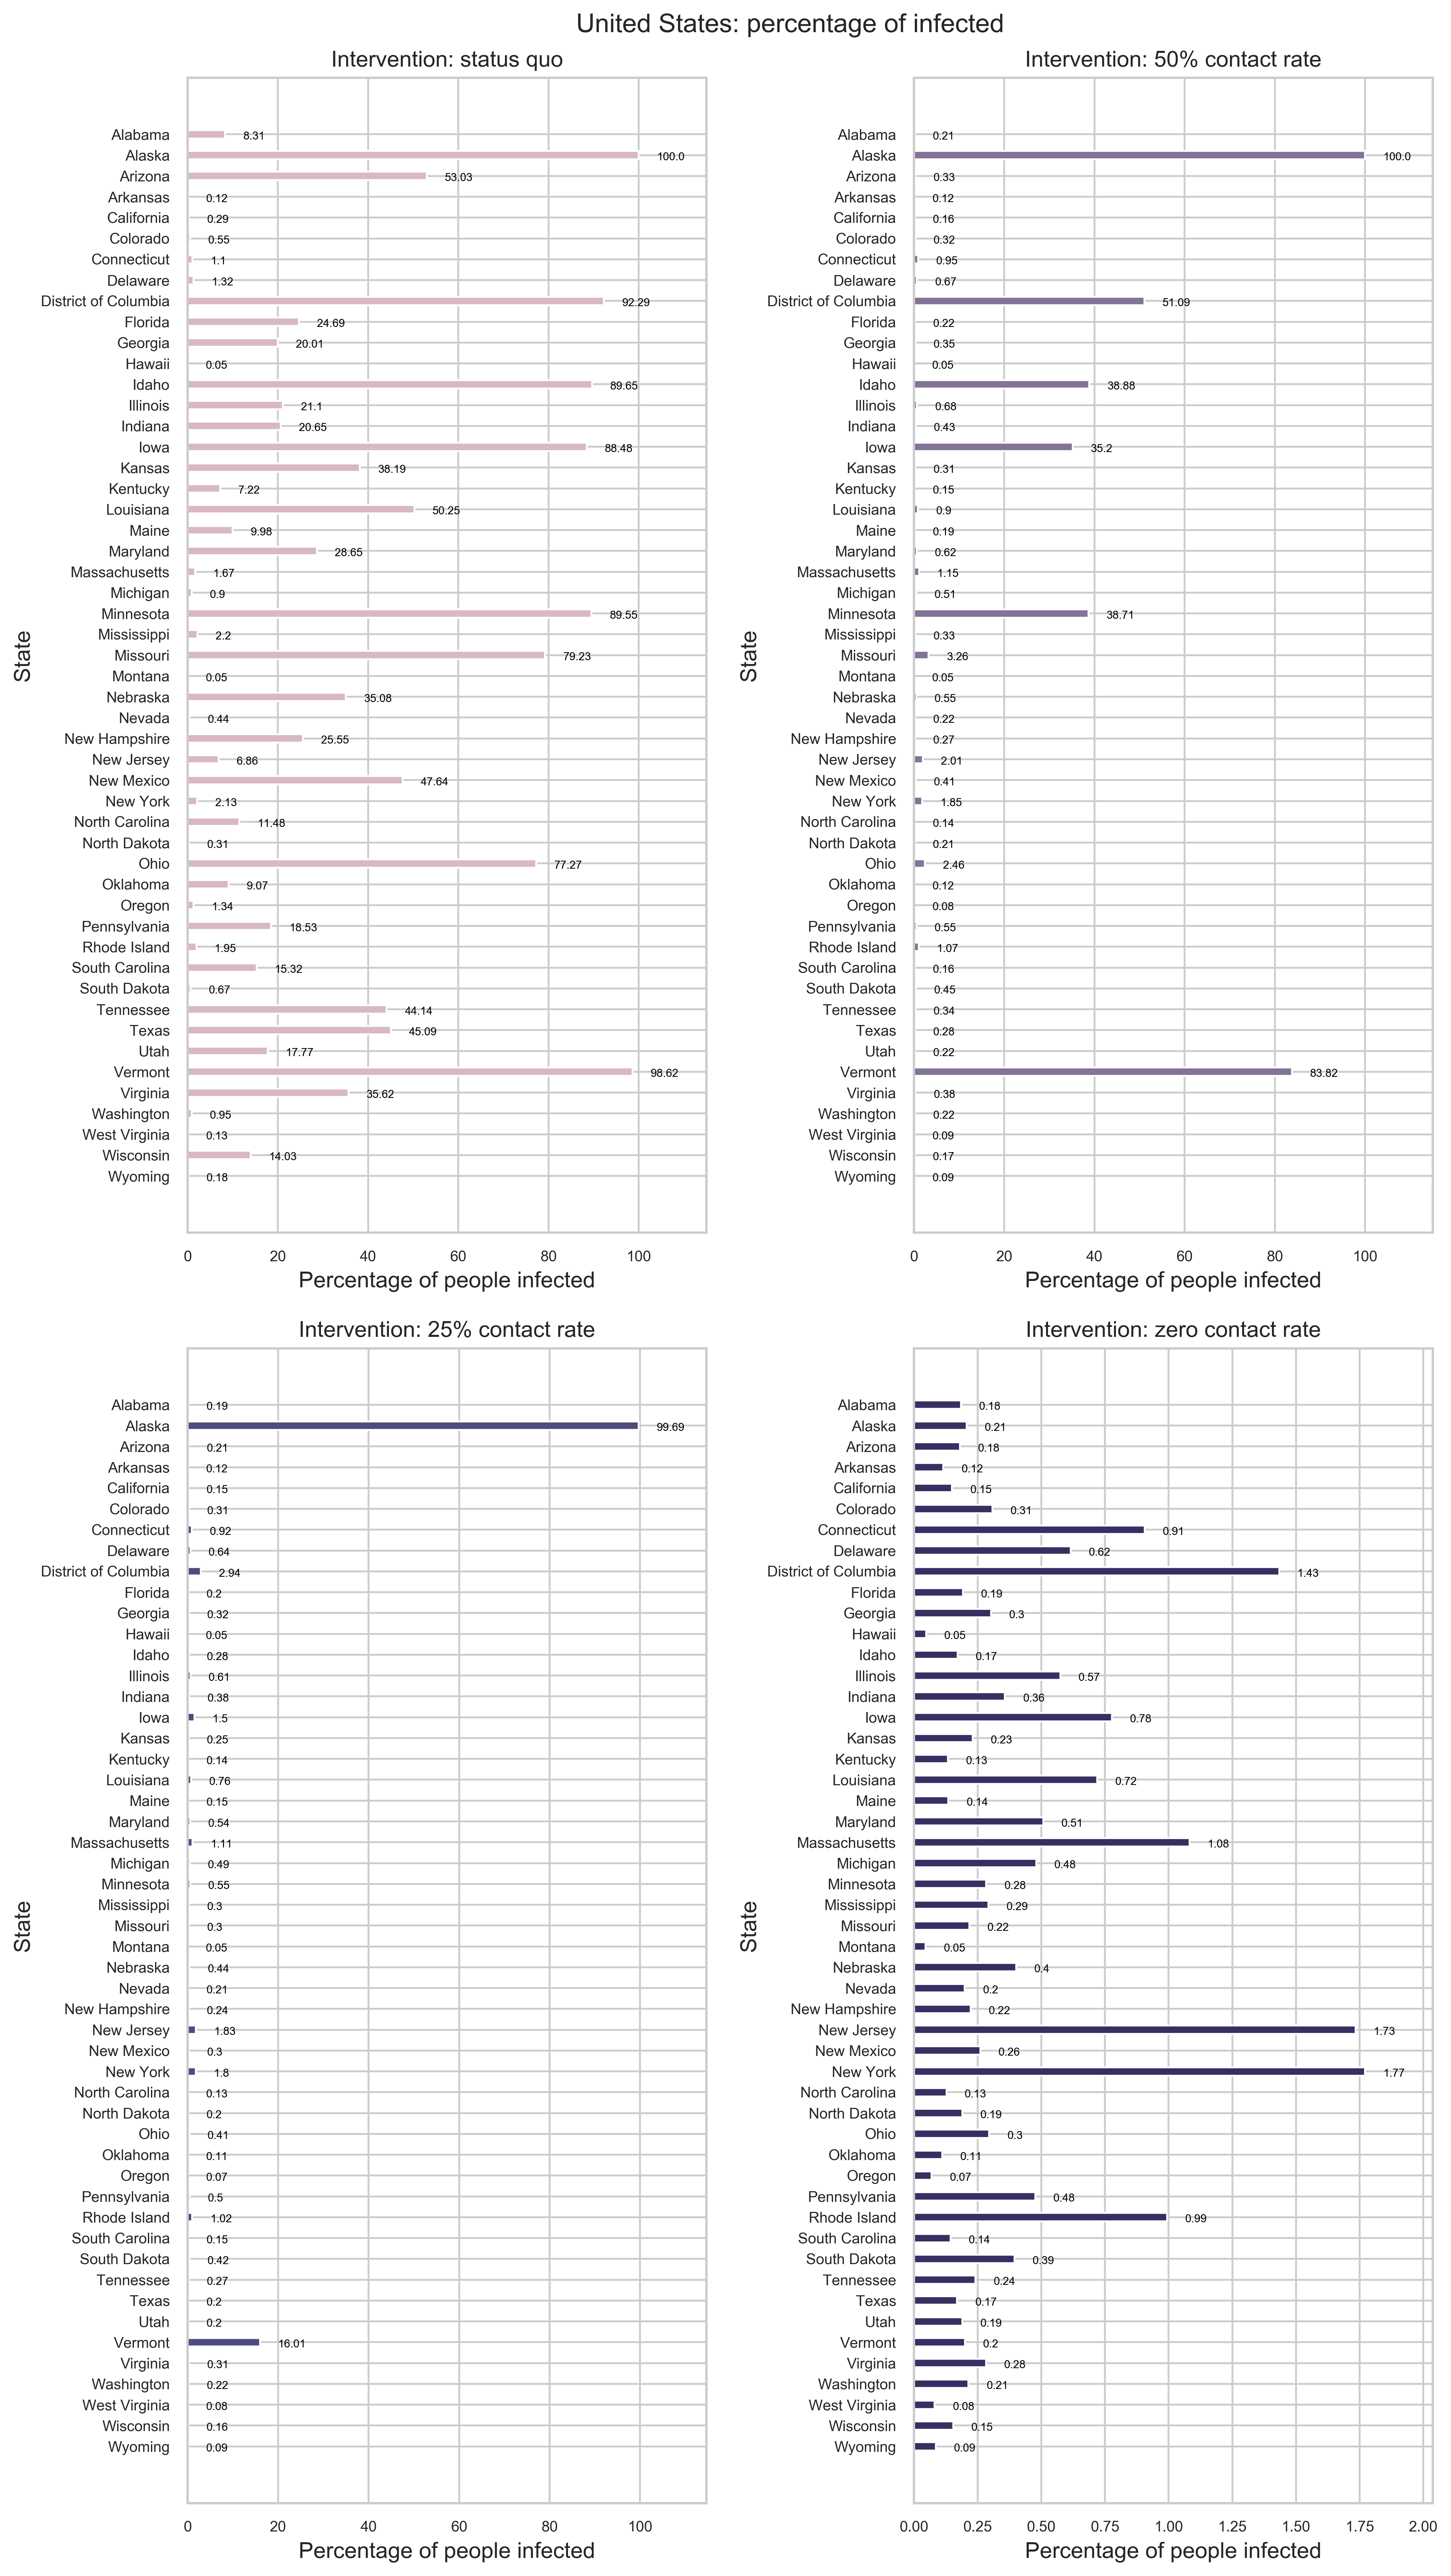 United States: percentage of infected
Intervention: status quo
Alabama 8.31
Alaska 100.0
Arizona 53.03
Arkansas 0.12
California 0.29
Colorado 0.55
Connecticut 1.1
Delaware 1.32
District of Columbia 92.29
Florida 24.69
Georgia 20.01
Hawaii 0.05
Idaho 89.65
Illinois 21.1
Indiana 20.65
Iowa 88.48
Kansas 38.19
Kentucky 7.22
Louisiana 50.25
Maine 9.98
Maryland 28.65
Massachusetts 1.67
Michigan 0.9
Minnesota 89.55
Mississippi 2.2
Missouri 79.23
Montana 0.05
Nebraska 35.08
Nevada 0.44
New Hampshire 25.55
New Jersey 6.86
New Mexico 47.64
New York 2.13
North Carolina 11.48
North Dakota 0.31
Ohio 77.27
Oklahoma 9.07
Oregon 1.34
Pennsylvania 18.53
Rhode Island 1.95
South Carolina 15.32
South Dakota 0.67
Tennessee 44.14
Texas 45.09
Utah 17.77
Vermont 98.62
Virginia 35.62
Washington 0.95
West Virginia 0.13
Wisconsin 14.03
Wyoming 0.18
State
0 20 40 60 80 100
Percentage of people infected
Intervention: 50% contact rate
Alabama 0.21
Alaska 100.0
Arizona 0.33
Arkansas 0.12
California 0.16
Colorado 0.32
Connecticut 0.95
Delaware 0.67
District of Columbia 51.09
Florida 0.22
Georgia 0.35
Hawaii 0.05
Idaho 38.88
Illinois 0.68
Indiana 0.43
Iowa 35.2
Kansas 0.31
Kentucky 0.15
Louisiana 0.9
Maine 0.19
Maryland 0.62
Massachusetts 1.15
Michigan 0.51
Minnesota 38.71
Mississippi 0.33
Missouri 3.26
Montana 0.05
Nebraska 0.55
Nevada 0.22
New Hampshire 0.27
New Jersey 2.01
New Mexico 0.41
New York 1.85
North Carolina 0.14
North Dakota 0.21
Ohio 2.46
Oklahoma 0.12
Oregon 0.08
Pennsylvania 0.55
Rhode Island 1.07
South Carolina 0.16
South Dakota 0.45
Tennessee 0.34
Texas 0.28
Utah 0.22
Vermont 83.82
Virginia 0.38
Washington 0.22
West Virginia 0.09
Wisconsin 0.17
Wyoming 0.09
State
0 20 40 60 80 100
Percentage of people infected
Intervention: 25% contact rate
Alabama 0.19
Alaska 99.69
Arizona 0.21
Arkansas 0.12
California 0.15
Colorado 0.31
Connecticut 0.92
Delaware 0.64
District of Columbia 2.94
Florida 0.2
Georgia 0.32
Hawaii 0.05
Idaho 0.28
Illinois 0.61
Indiana 0.38
Iowa 1.5
Kansas 0.25
Kentucky 0.14
Louisiana 0.76
Maine 0.15
Maryland 0.54
Massachusetts 1.11
Michigan 0.49
Minnesota 0.55
Mississippi 0.3
Missouri 0.3
Montana 0.05
Nebraska 0.44
Nevada 0.21
New Hampshire 0.24
New Jersey 1.83
New Mexico 0.3
New York 1.8
North Carolina 0.13
North Dakota 0.2
Ohio 0.41
Oklahoma 0.11
Oregon 0.07
Pennsylvania 0.5
Rhode Island 1.02
South Carolina 0.15
South Dakota 0.42
Tennessee 0.27
Texas 0.2
Utah 0.2
Vermont 16.01
Virginia 0.31
Washington 0.22
West Virginia 0.08
Wisconsin 0.16
Wyoming 0.09
State
0 20 40 60 80 100
Percentage of people infected
Intervention: zero contact rate
Alabama 0.18
Alaska 0.21
Arizona 0.18
Arkansas 0.12
California 0.15
Colorado 0.31
Connecticut 0.91
Delaware 0.62
District of Columbia 1.43
Florida 0.19
Georgia 0.3
Hawaii 0.05
Idaho 0.17
Illinois 0.57
Indiana 0.36
Iowa 0.78
Kansas 0.23
Kentucky 0.13
Louisiana 0.72
Maine 0.14
Maryland 0.51
Massachusetts 1.08
Michigan 0.48
Minnesota 0.28
Mississippi 0.29
Missouri 0.22
Montana 0.05
Nebraska 0.4
Nevada 0.2
New Hampshire 0.22
New Jersey 1.73
New Mexico 0.26
New York 1.77
North Carolina 0.13
North Dakota 0.19
Ohio 0.3
Oklahoma 0.11
Oregon 0.07
Pennsylvania 0.48
Rhode Island 0.99
South Carolina 0.14
South Dakota 0.39
Tennessee 0.24
Texas 0.17
Utah 0.19
Vermont 0.2
Virginia 0.28
Washington 0.21
West Virginia 0.08
Wisconsin 0.15
Wyoming 0.09
State
0.00 0.25 0.50 0.75 1.00 1.25 1.50 1.75 2.00
Percentage of people infected